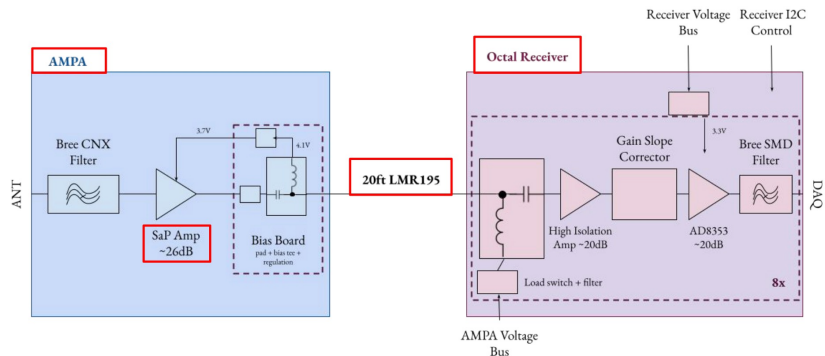 Receiver Voltage
Bus
Receiver I2C
Control
AMPA
Octal Receiver
Bree CNX
Filter
3.7V
4.1V
20ft LMR195
3.3V
Gain Slope
Corrector
Bree SMD
Filter
ANT
DAQ
SaP Amp
~26dB
Bias Board
pad + bias tee +
regulation
High Isolation
Amp ~20dB
AD8353
~20dB
Load switch + filter
8x
AMPA Voltage
Bus